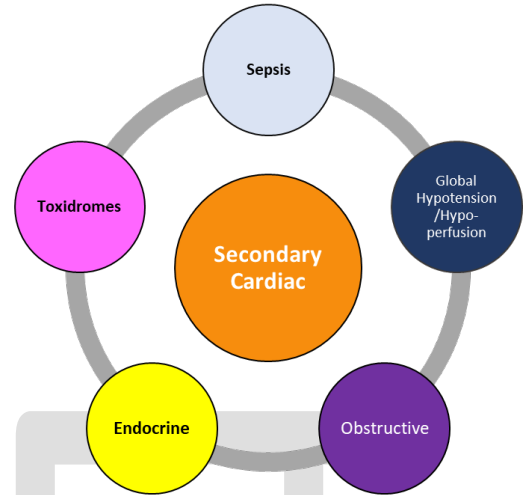 Sepsis
Global
Hypotension
/Hypo-
perfusion
Obstructive
Endocrine
Toxidromes
Secondary
Cardiac